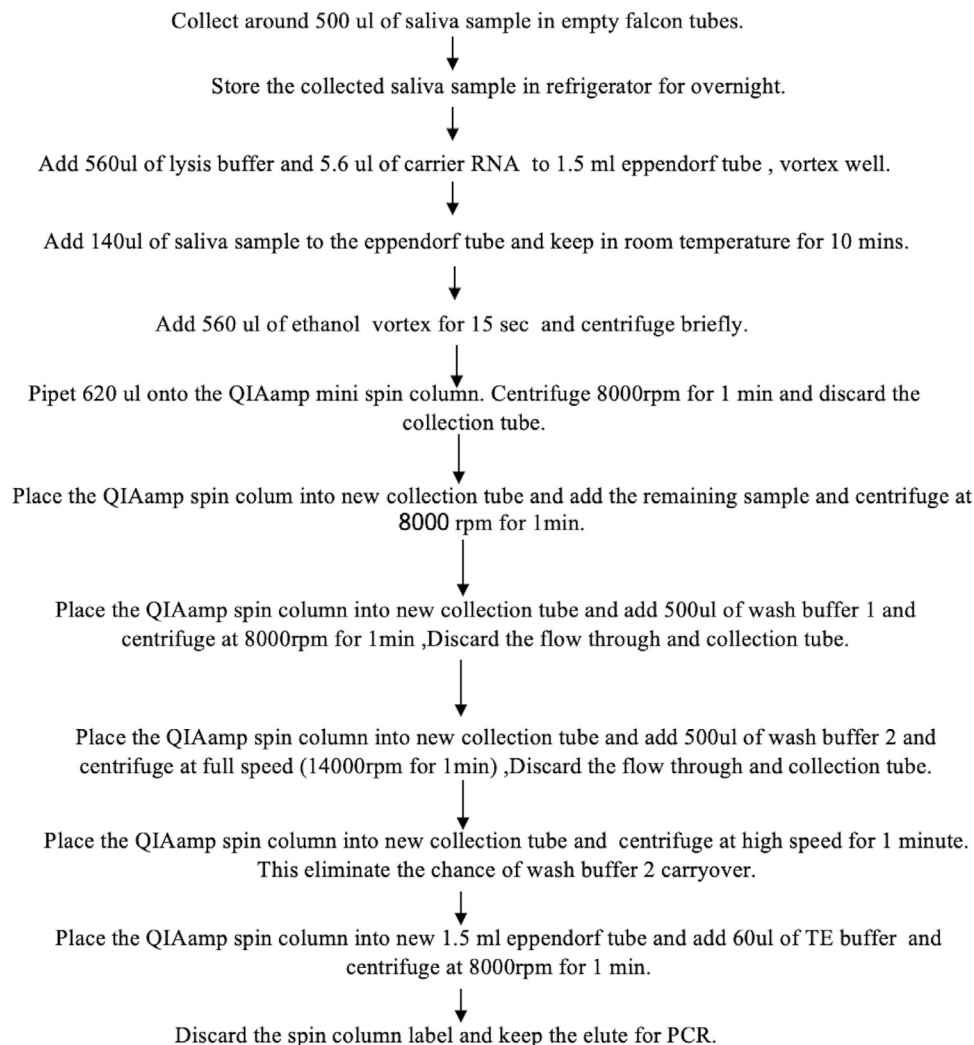 Collect around 500 ul of saliva sample in empty falcon tubes.
Store the collected saliva sample in refrigerator for overnight.
Add 560ul of lysis buffer and 5.6 ul of carrier RNA to 1.5 ml eppendorf tube , vortex well.
Add 140ul of saliva sample to the eppendorf tube and keep in room temperature for 10 mins.
Add 560 ul of ethanol vortex for 15 sec and centrifuge briefly.
Pipet 620 ul onto the QIAamp mini spin column. Centrifuge 8000rpm for 1 min and discard the
collection tube.
Place the QIAamp spin colum into new collection tube and add the remaining sample and centrifuge at
8000 rpm for 1min.
Place the QIAamp spin column into new collection tube and add 500ul of wash buffer 1 and
centrifuge at 8000rpm for 1min ,Discard the flow through and collection tube.
Place the QIAamp spin column into new collection tube and add 500ul of wash buffer 2 and
centrifuge at full speed (14000rpm for 1min) ,Discard the flow through and collection tube.
Place the QIAamp spin column into new collection tube and centrifuge at high speed for 1 minute.
This eliminate the chance of wash buffer 2 carryover.
Place the QIAamp spin column into new 1.5 ml eppendorf tube and add 60ul of TE buffer and
centrifuge at 8000rpm for 1 min.
Discard the spin column label and keep the elute for PCR.